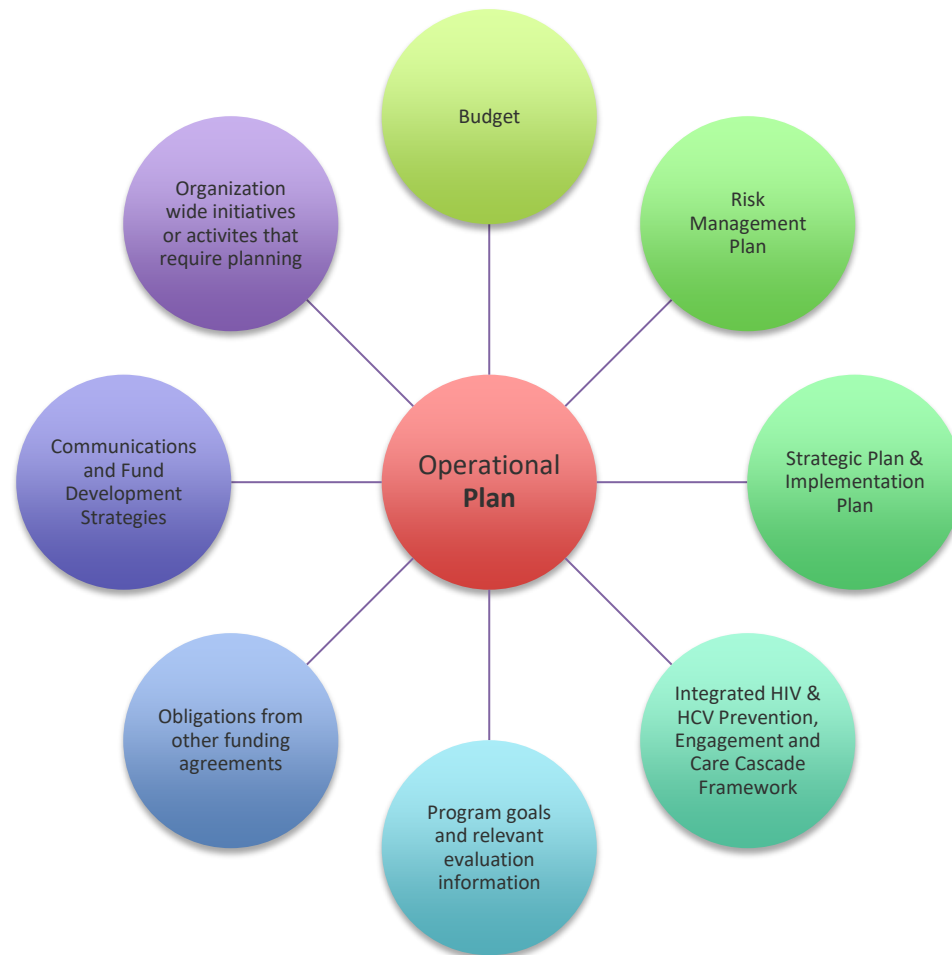 Budget
Organization
wide initiatives
or activites that
require planning
Risk
Management
Plan
Communications
and Fund
Development
Strategies
Operational
Plan
Strategic Plan &
Implementation
Plan
Obligations from
other funding
agreements
Integrated HIV &
HCV Prevention,
Engagement and
Care Cascade
Framework
Program goals
and relevant
evaluation
information